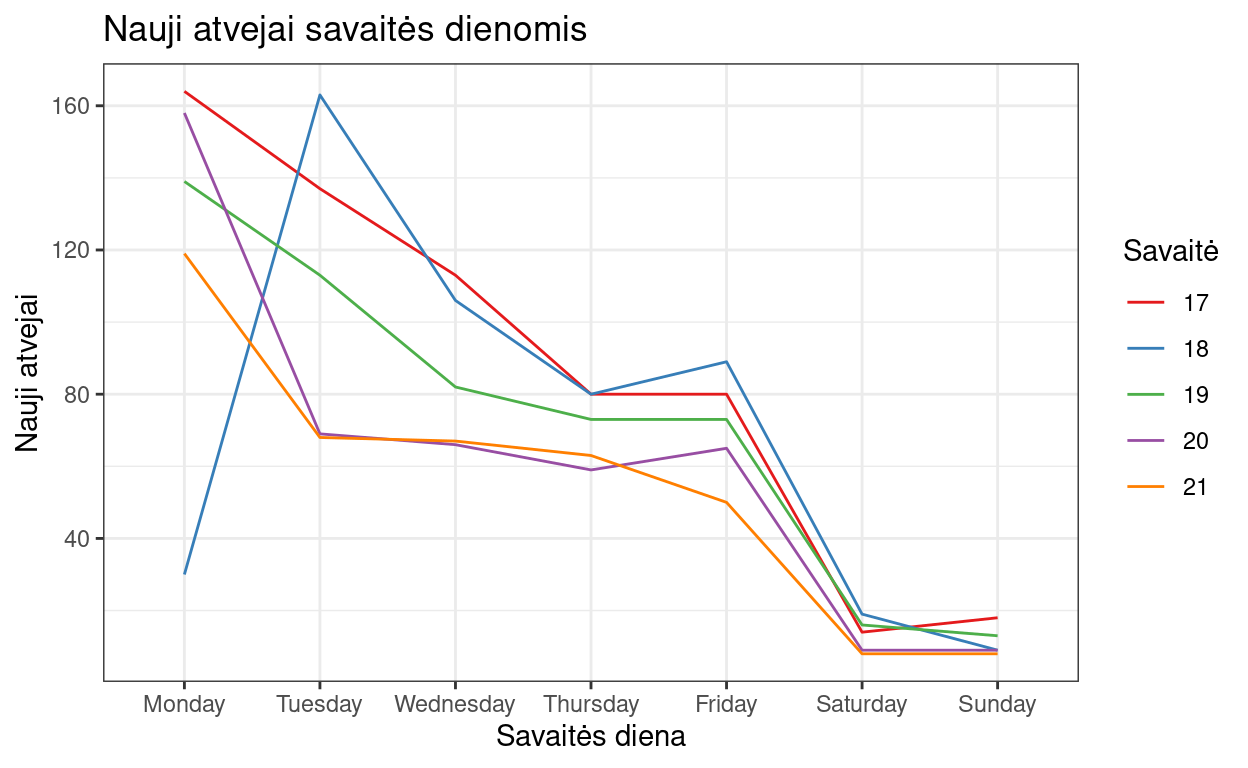 Nauji atvejai savaitės dienomis
Nauji atvejai
160
120
80
40
Monday Tuesday Wednesday Thursday Friday Saturday Sunday
Savaitės diena
Savaitė
17
18
19
20
21